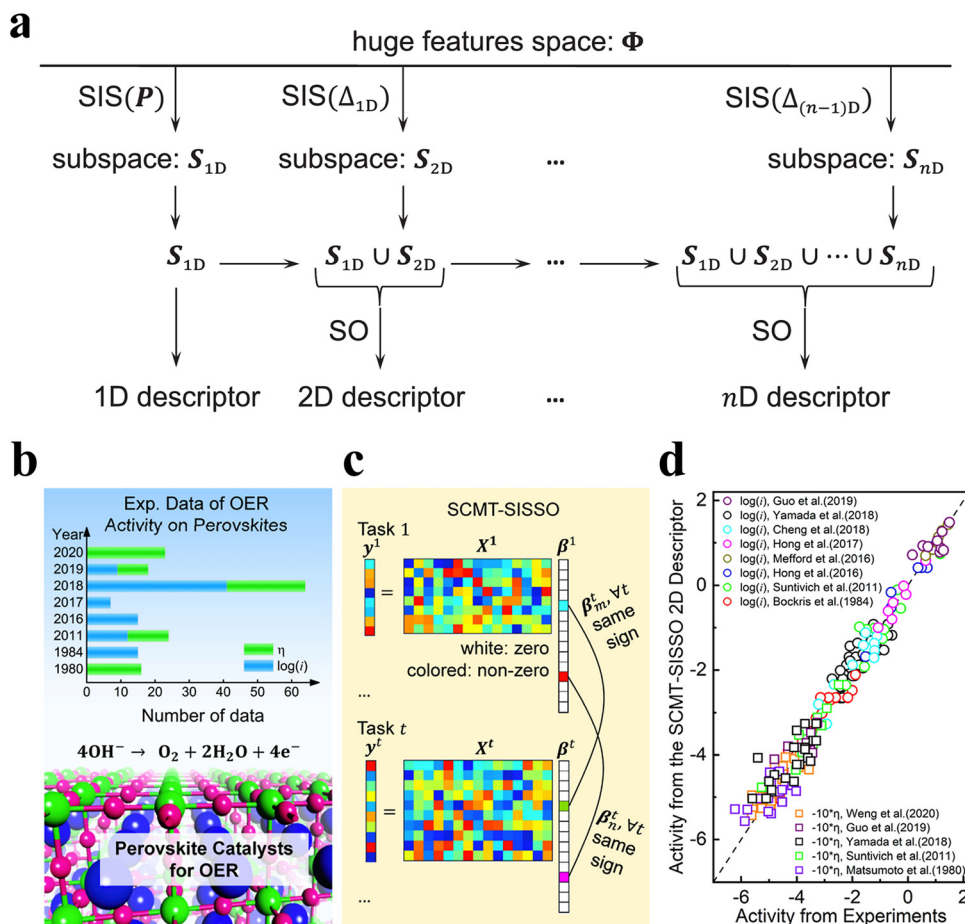 a
huge features space: Φ
SIS(P) SIS(Δ1D) SIS(Δ(n−1)D)
subspace: S1D subspace: S2D ... subspace: SnD
S1D S1D ∪ S2D ... S1D ∪ S2D ∪ ⋯ ∪ SnD
SO SO
1D descriptor 2D descriptor ... nD descriptor
b
Exp. Data of OER
Activity on Perovskites
Year
2020
2019
2018
2017
2016
2011
1984
1980
η
log(i)
0 10 20 30 40 50 60
Number of data
4OH− → O2 + 2H2O + 4e−
Perovskite Catalysts
for OER
c
SCMT-SISSO
Task 1
y1 X1 β1
=
βtm, ∀t
same
sign
white: zero
colored: non-zero
...
Task t
yt Xt βt
=
βtn, ∀t
same
sign
...
d
Activity from the SCMT-SISSO 2D Descriptor
2
0
-2
-4
-6
log(i), Guo et al.(2019)
log(i), Yamada et al.(2018)
log(i), Cheng et al.(2018)
log(i), Hong et al.(2017)
log(i), Mefford et al.(2016)
log(i), Hong et al.(2016)
log(i), Suntivich et al.(2011)
log(i), Bockris et al.(1984)
-10*η, Weng et al.(2020)
-10*η, Guo et al.(2019)
-10*η, Yamada et al.(2018)
-10*η, Suntivich et al.(2011)
-10*η, Matsumoto et al.(1980)
-6 -4 -2 0 2
Activity from Experiments